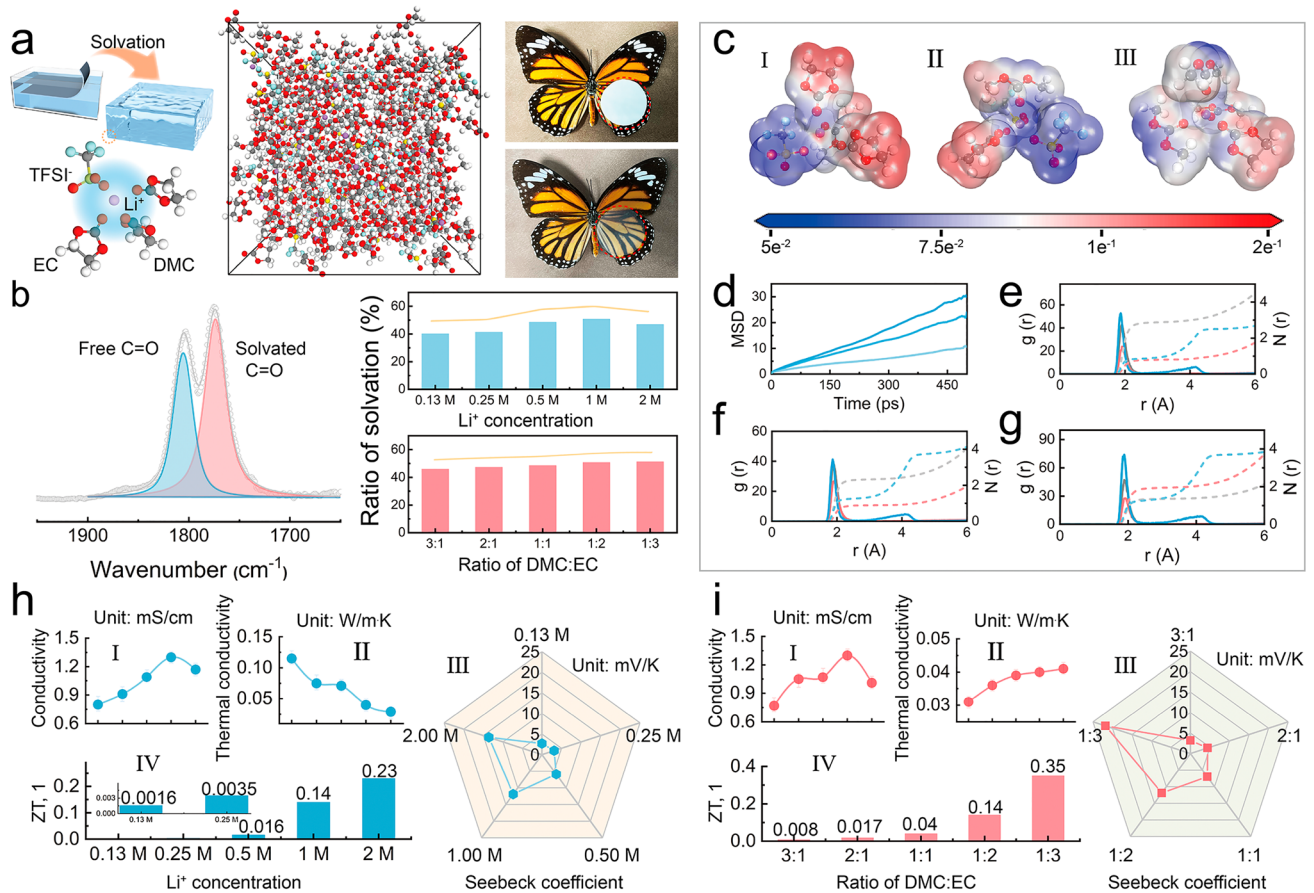 a
Solvation
TFSI-
Li⁺
EC
DMC
b
Free C=O
Solvated
C=O
1900
1800
1700
Wavenumber (cm⁻¹)
Ratio of solvation (%)
60
40
20
0
0.13 M
0.25 M
0.5 M
1 M
2 M
Li⁺ concentration
60
40
20
0
3:1
2:1
1:1
1:2
1:3
Ratio of DMC:EC
c
I
II
III
5e⁻²
7.5e⁻²
1e⁻¹
2e⁻¹
d
MSD
30
20
10
0
0
150
300
450
Time (ps)
e
g (r)
60
40
20
0
0
2
4
6
4
2
0
N (r)
r (A)
f
g (r)
60
40
20
0
0
2
4
6
4
2
0
N (r)
r (A)
g
g (r)
90
60
30
0
0
2
4
6
4
2
0
N (r)
r (A)
h
Unit: mS/cm
Conductivity
1.5
1.2
0.9
0.6
I
Unit: W/m·K
Thermal conductivity
0.15
0.10
0.05
II
III
0.13 M
Unit: mV/K
25
20
15
10
5
0
0.25 M
0.50 M
1.00 M
2.00 M
Seebeck coefficient
IV
ZT, 1
0.2
0.1
0.0
0.003
0.000
0.0016
0.0035
0.13 M
0.25 M
0.016
0.14
0.23
0.13 M
0.25 M
0.5 M
1 M
2 M
Li⁺ concentration
i
Unit: mS/cm
Conductivity
1.5
1.2
0.9
0.6
I
Unit: W/m·K
Thermal conductivity
0.05
0.04
0.03
II
III
3:1
Unit: mV/K
25
20
15
10
5
0
2:1
1:1
1:2
1:3
Seebeck coefficient
IV
ZT, 1
0.4
0.2
0.0
0.008
0.017
0.04
0.14
0.35
3:1
2:1
1:1
1:2
1:3
Ratio of DMC:EC